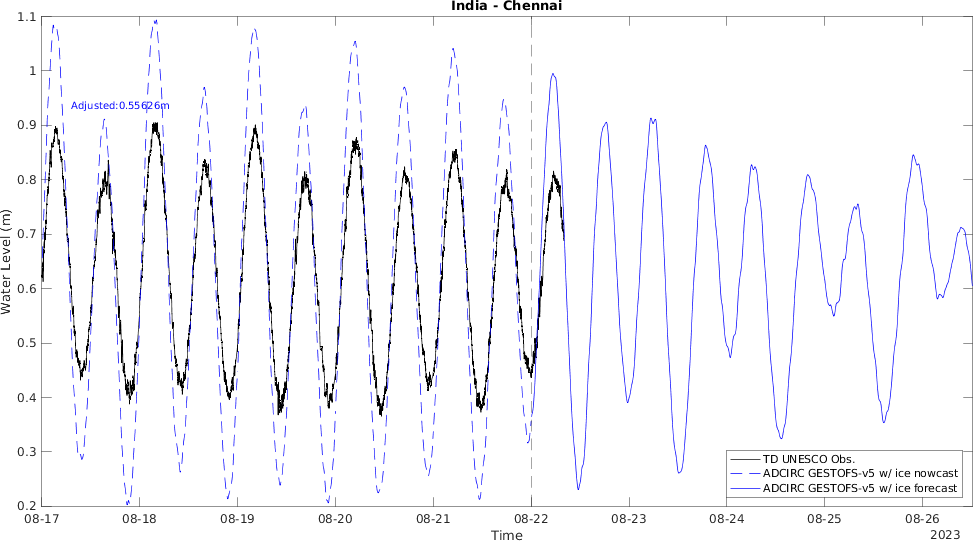 India - Chennai
1.1
1
0.9
0.8
0.7
0.6
0.5
0.4
0.3
0.2
Water Level (m)
Adjusted:0.55626m
TD UNESCO Obs.
ADCIRC GESTOFS-v5 w/ ice nowcast
ADCIRC GESTOFS-v5 w/ ice forecast
08-17 08-18 08-19 08-20 08-21 08-22 08-23 08-24 08-25 08-26
Time
2023